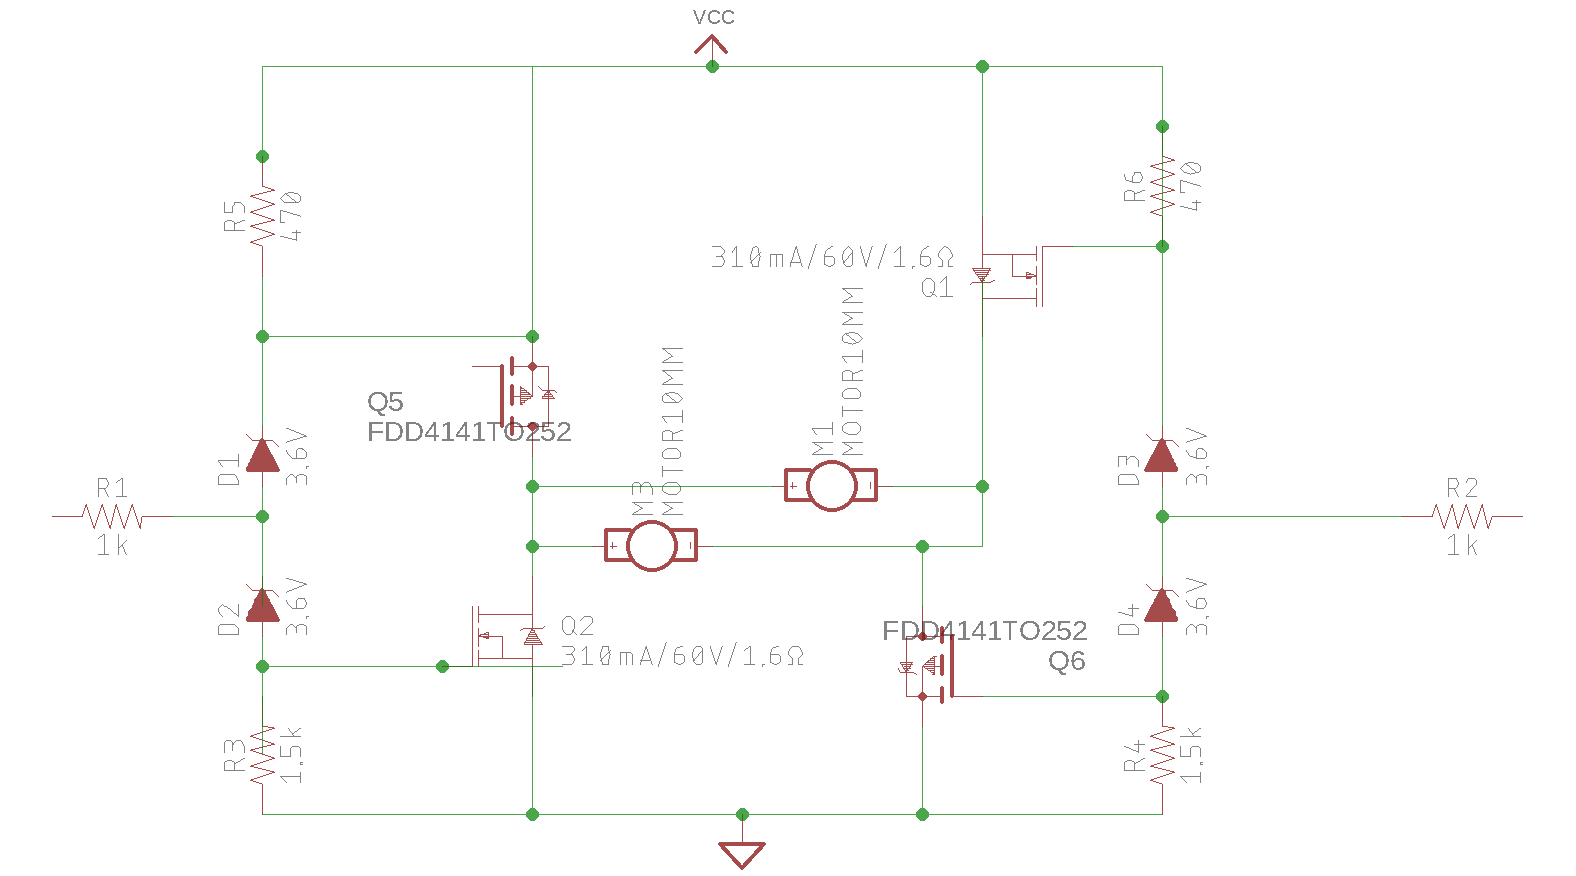 VCC
R5
470
R6
470
310mA/60V/1.6Ω
Q1
Q5
FDD4141TO252
M1
MOTOR10MM
M3
MOTOR10MM
+
-
+
-
D1
3.6V
D3
3.6V
R1
1k
R2
1k
D2
3.6V
Q2
310mA/60V/1.6Ω
FDD4141TO252
Q6
D4
3.6V
R3
1.5k
R4
1.5k